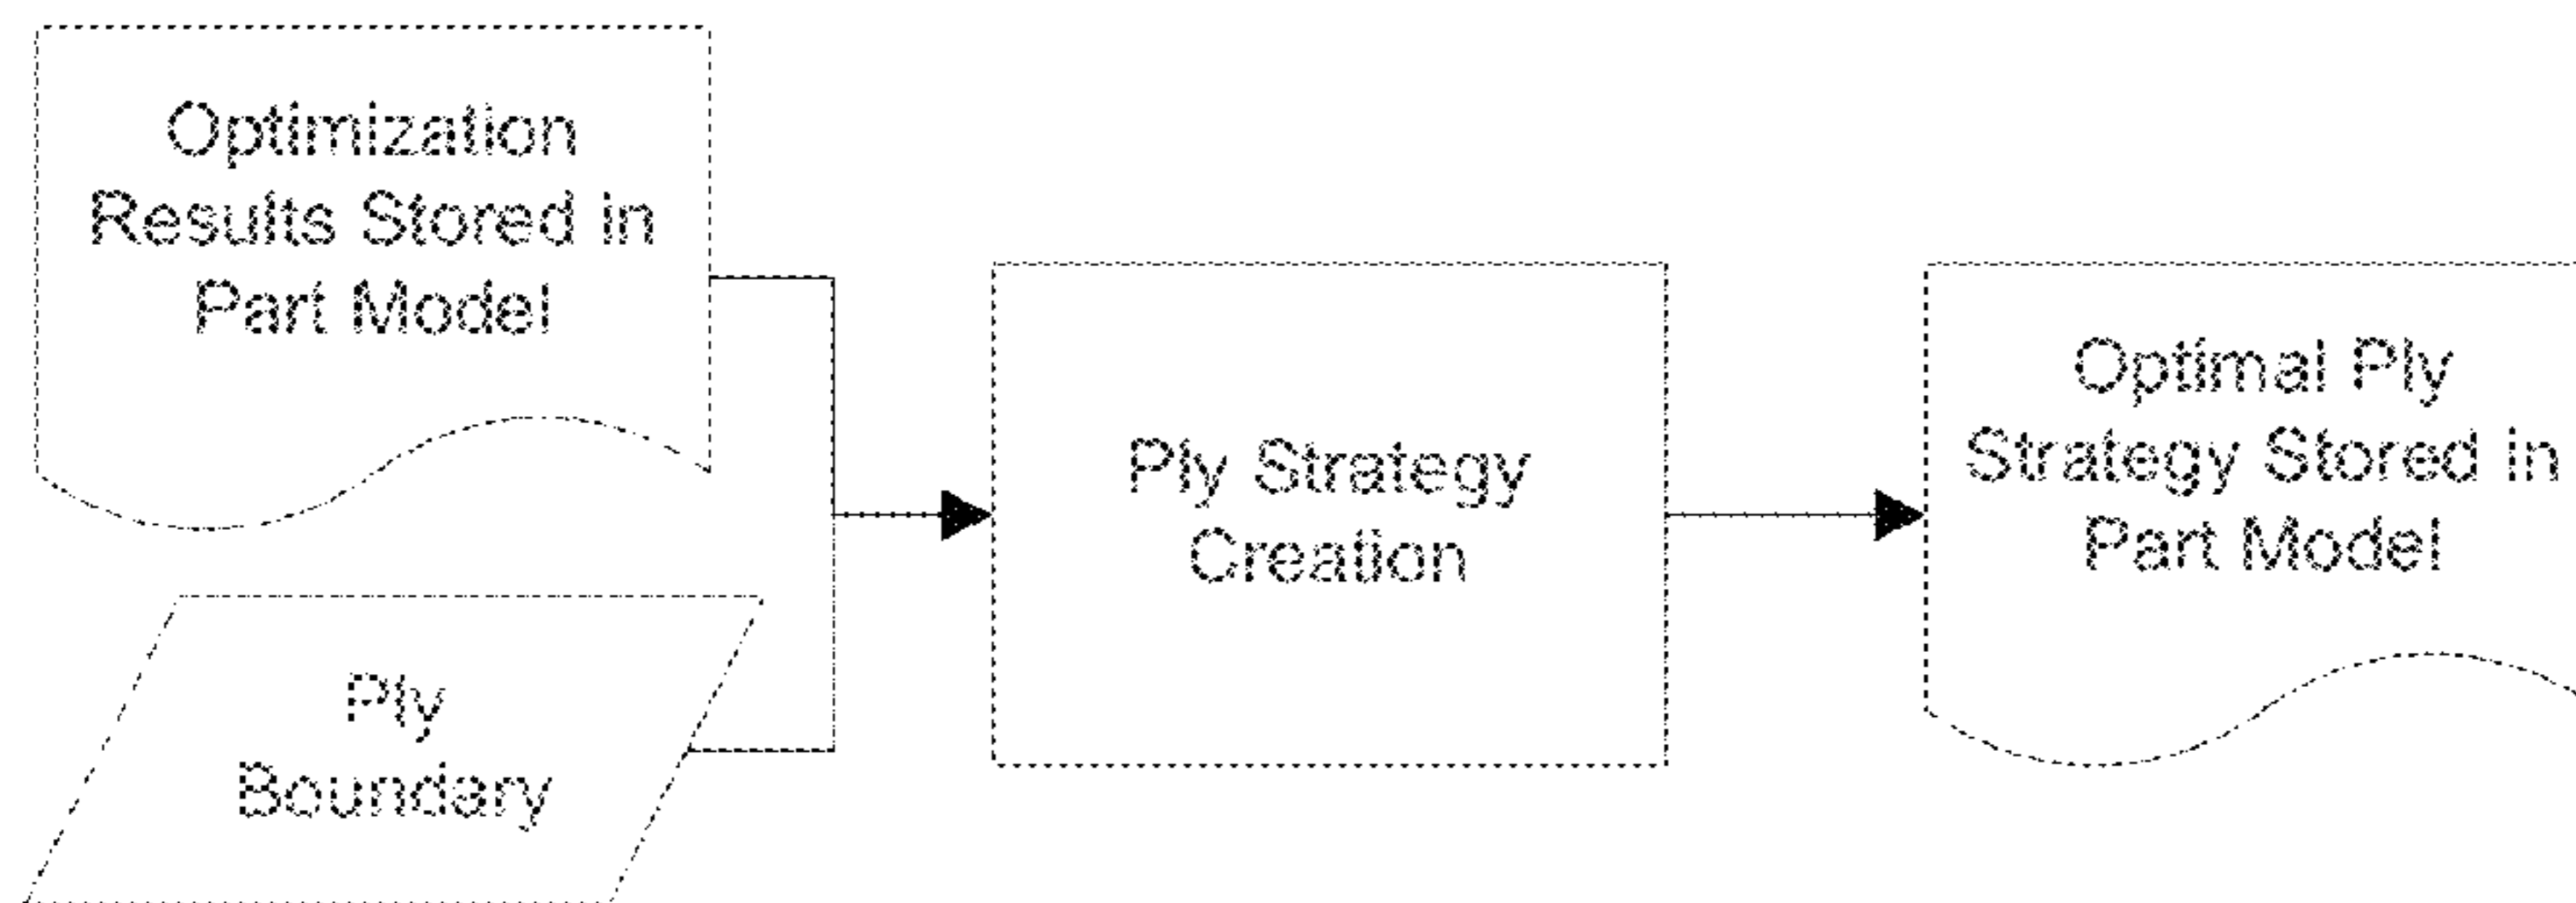 Optimization
Results Stored in
Part Model
Ply
Boundary
Ply Strategy
Creation
Optimal Ply
Strategy Stored in
Part Model